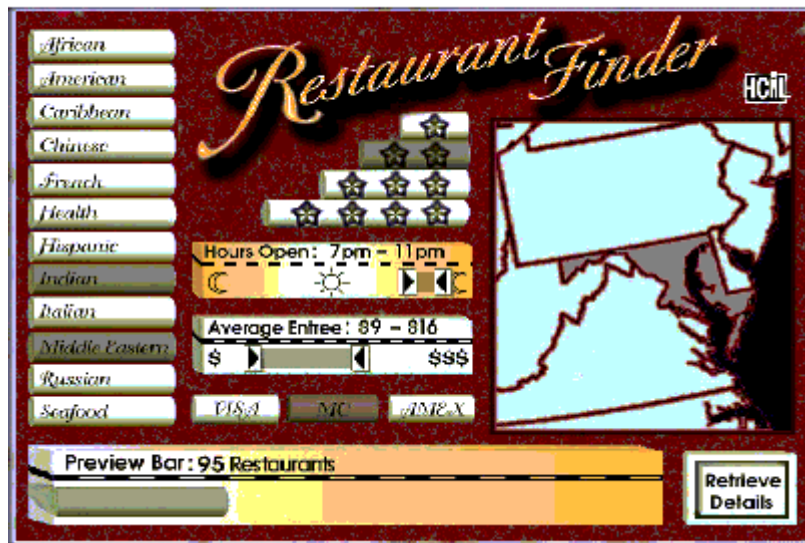 Restaurant Finder
HCIL
African
American
Caribbean
Chinese
French
Health
Hispanic
Indian
Italian
Middle Eastern
Russian
Seafood
Hours Open: 7pm - 11pm
Average Entree: $9 - $16
$ $$$
VISA MC AMEX
Preview Bar: 95 Restaurants
Retrieve
Details